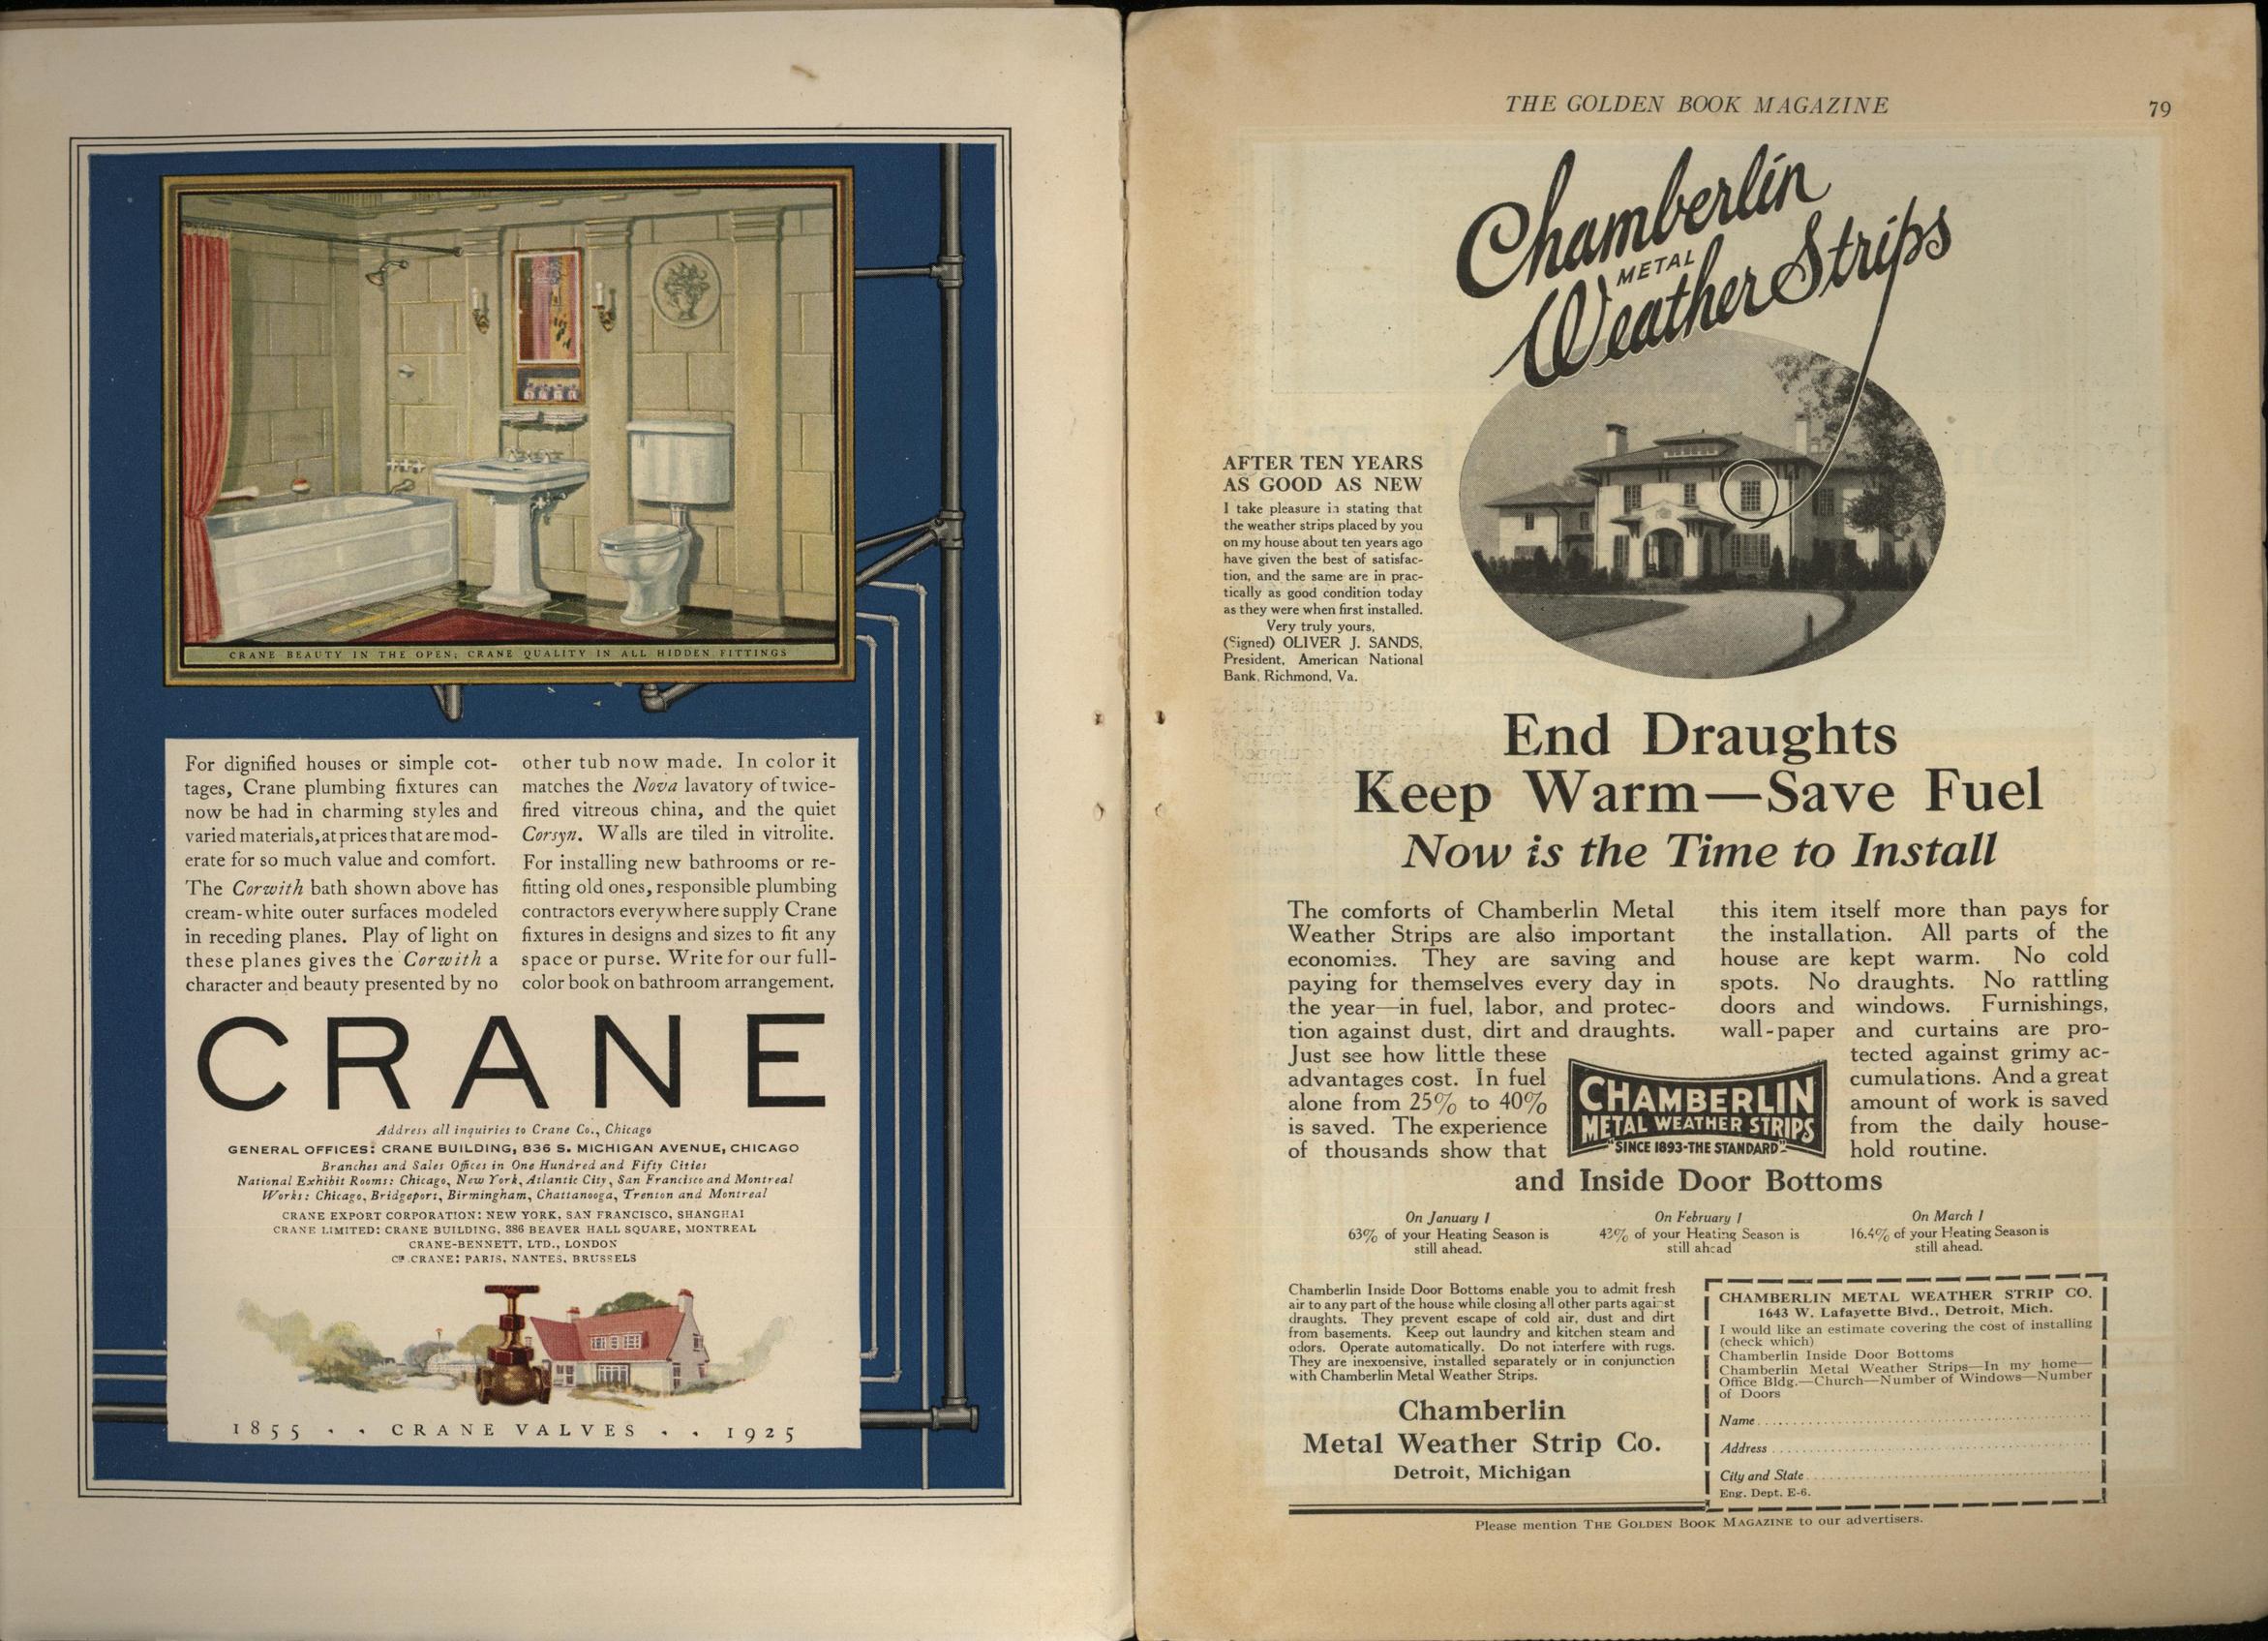 CRANE BEAUTY IN THE OPEN; CRANE QUALITY IN ALL HIDDEN FITTINGS
For dignified houses or simple cot-
tages, Crane plumbing fixtures can
now be had in charming styles and
varied materials, at prices that are mod-
erate for so much value and comfort.
The Corwith bath shown above has
cream-white outer surfaces modeled
in receding planes. Play of light on
these planes gives the Corwith a
character and beauty presented by no
other tub now made. In color it
matches the Nova lavatory of twice-
fired vitreous china, and the quiet
Corsyn. Walls are tiled in vitrolite.
For installing new bathrooms or re-
fitting old ones, responsible plumbing
contractors everywhere supply Crane
fixtures in designs and sizes to fit any
space or purse. Write for our full-
color book on bathroom arrangement.
CRANE
Address all inquiries to Crane Co., Chicago
GENERAL OFFICES: CRANE BUILDING, 836 S. MICHIGAN AVENUE, CHICAGO
Branches and Sales Offices in One Hundred and Fifty Cities
National Exhibit Rooms: Chicago, New York, Atlantic City, San Francisco and Montreal
Works: Chicago, Bridgeport, Birmingham, Chattanooga, Trenton and Montreal
CRANE EXPORT CORPORATION: NEW YORK, SAN FRANCISCO, SHANGHAI
CRANE LIMITED: CRANE BUILDING, 386 BEAVER HALL SQUARE, MONTREAL
CRANE-BENNETT, LTD., LONDON
Cie CRANE: PARIS, NANTES, BRUSSELS
1855 . . CRANE VALVES . . 1925
THE GOLDEN BOOK MAGAZINE 79
Chamberlin
METAL
Weather Strips
AFTER TEN YEARS
AS GOOD AS NEW
I take pleasure in stating that
the weather strips placed by you
on my house about ten years ago
have given the best of satisfac-
tion, and the same are in prac-
tically as good condition today
as they were when first installed.
Very truly yours,
(Signed) OLIVER J. SANDS,
President, American National
Bank, Richmond, Va.
End Draughts
Keep Warm—Save Fuel
Now is the Time to Install
The comforts of Chamberlin Metal
Weather Strips are also important
economies. They are saving and
paying for themselves every day in
the year—in fuel, labor, and protec-
tion against dust, dirt and draughts.
Just see how little these
advantages cost. In fuel
alone from 25% to 40%
is saved. The experience
of thousands show that
this item itself more than pays for
the installation. All parts of the
house are kept warm. No cold
spots. No draughts. No rattling
doors and windows. Furnishings,
wall-paper and curtains are pro-
tected against grimy ac-
cumulations. And a great
amount of work is saved
from the daily house-
hold routine.
CHAMBERLIN
METAL WEATHER STRIPS
"SINCE 1893-THE STANDARD"
and Inside Door Bottoms
On January 1
63% of your Heating Season is
still ahead.
On February 1
43% of your Heating Season is
still ahead
On March 1
16.4% of your Heating Season is
still ahead.
Chamberlin Inside Door Bottoms enable you to admit fresh
air to any part of the house while closing all other parts against
draughts. They prevent escape of cold air, dust and dirt
from basements. Keep out laundry and kitchen steam and
odors. Operate automatically. Do not interfere with rugs.
They are inexpensive, installed separately or in conjunction
with Chamberlin Metal Weather Strips.
Chamberlin
Metal Weather Strip Co.
Detroit, Michigan
CHAMBERLIN METAL WEATHER STRIP CO.
1643 W. Lafayette Blvd., Detroit, Mich.
I would like an estimate covering the cost of installing
(check which)
Chamberlin Inside Door Bottoms
Chamberlin Metal Weather Strips—In my home—
Office Bldg.—Church—Number of Windows—Number
of Doors
Name
Address
City and State
Eng. Dept. E-6.
Please mention THE GOLDEN BOOK MAGAZINE to our advertisers.